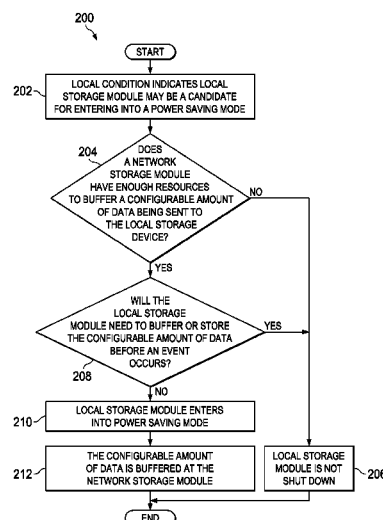 200
START
202
LOCAL CONDITION INDICATES LOCAL
STORAGE MODULE MAY BE A CANDIDATE
FOR ENTERING INTO A POWER SAVING MODE
204
DOES
A NETWORK
STORAGE MODULE
HAVE ENOUGH RESOURCES
TO BUFFER A CONFIGURABLE AMOUNT
OF DATA BEING SENT TO
THE LOCAL STORAGE
DEVICE?
NO
YES
WILL THE
LOCAL STORAGE
MODULE NEED TO BUFFER OR STORE
THE CONFIGURABLE AMOUNT OF DATA
BEFORE AN EVENT
OCCURS?
YES
208
NO
210
LOCAL STORAGE MODULE ENTERS
INTO POWER SAVING MODE
212
THE CONFIGURABLE AMOUNT
OF DATA IS BUFFERED AT THE
NETWORK STORAGE MODULE
LOCAL STORAGE
MODULE IS NOT
SHUT DOWN
206
END